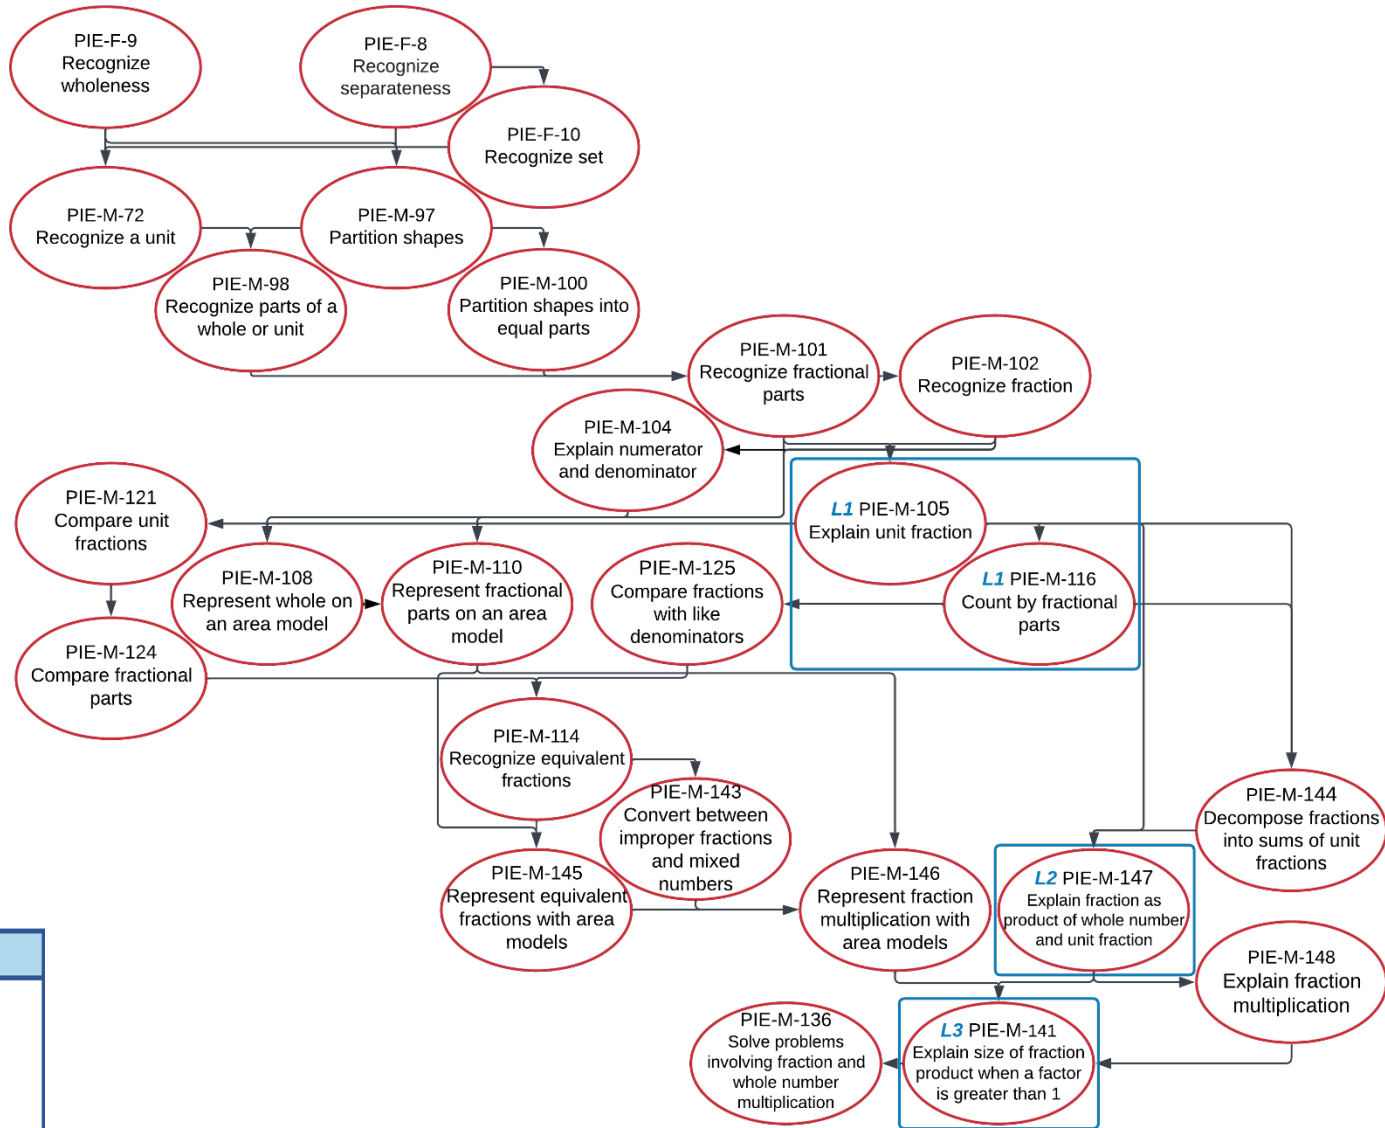 PIE-F-9
Recognize
wholeness
PIE-F-8
Recognize
separateness
PIE-F-10
Recognize set
PIE-M-72
Recognize a unit
PIE-M-97
Partition shapes
PIE-M-98
Recognize parts of a
whole or unit
PIE-M-100
Partition shapes into
equal parts
PIE-M-101
Recognize fractional
parts
PIE-M-102
Recognize fraction
PIE-M-104
Explain numerator
and denominator
PIE-M-121
Compare unit
fractions
L1 PIE-M-105
Explain unit fraction
PIE-M-108
Represent whole on
an area model
PIE-M-110
Represent fractional
parts on an area
model
PIE-M-125
Compare fractions
with like
denominators
L1 PIE-M-116
Count by fractional
parts
PIE-M-124
Compare fractional
parts
PIE-M-114
Recognize equivalent
fractions
PIE-M-143
Convert between
improper fractions
and mixed
numbers
PIE-M-144
Decompose fractions
into sums of unit
fractions
PIE-M-145
Represent equivalent
fractions with area
models
PIE-M-146
Represent fraction
multiplication with
area models
L2 PIE-M-147
Explain fraction as
product of whole number
and unit fraction
PIE-M-148
Explain fraction
multiplication
PIE-M-136
Solve problems
involving fraction and
whole number
multiplication
L3 PIE-M-141
Explain size of fraction
product when a factor
is greater than 1